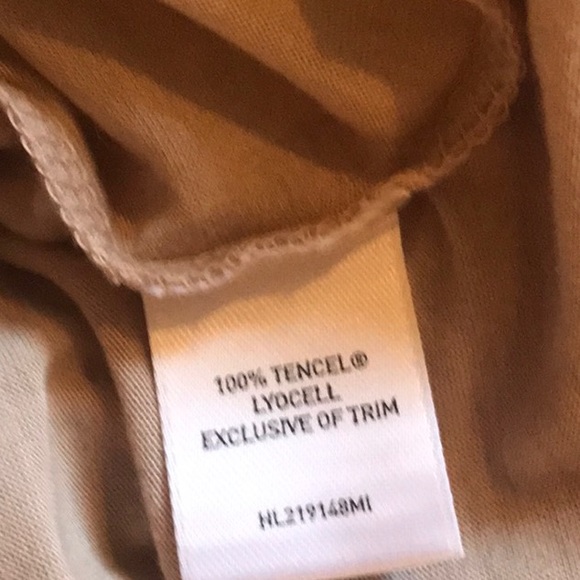 100% TENCEL®
LYOCELL
EXCLUSIVE OF TRIM
HL219148MI